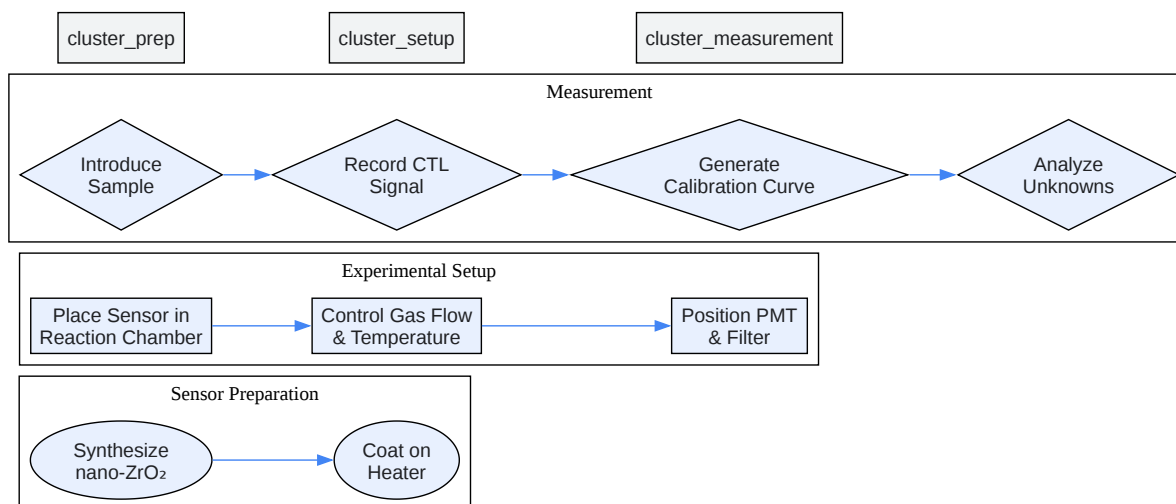 cluster_prep
cluster_setup
cluster_measurement
Measurement
Introduce
Sample
Record CTL
Signal
Generate
Calibration Curve
Analyze
Unknowns
Experimental Setup
Place Sensor in
Reaction Chamber
Control Gas Flow
& Temperature
Position PMT
& Filter
Sensor Preparation
Synthesize
nano-ZrO₂
Coat on
Heater